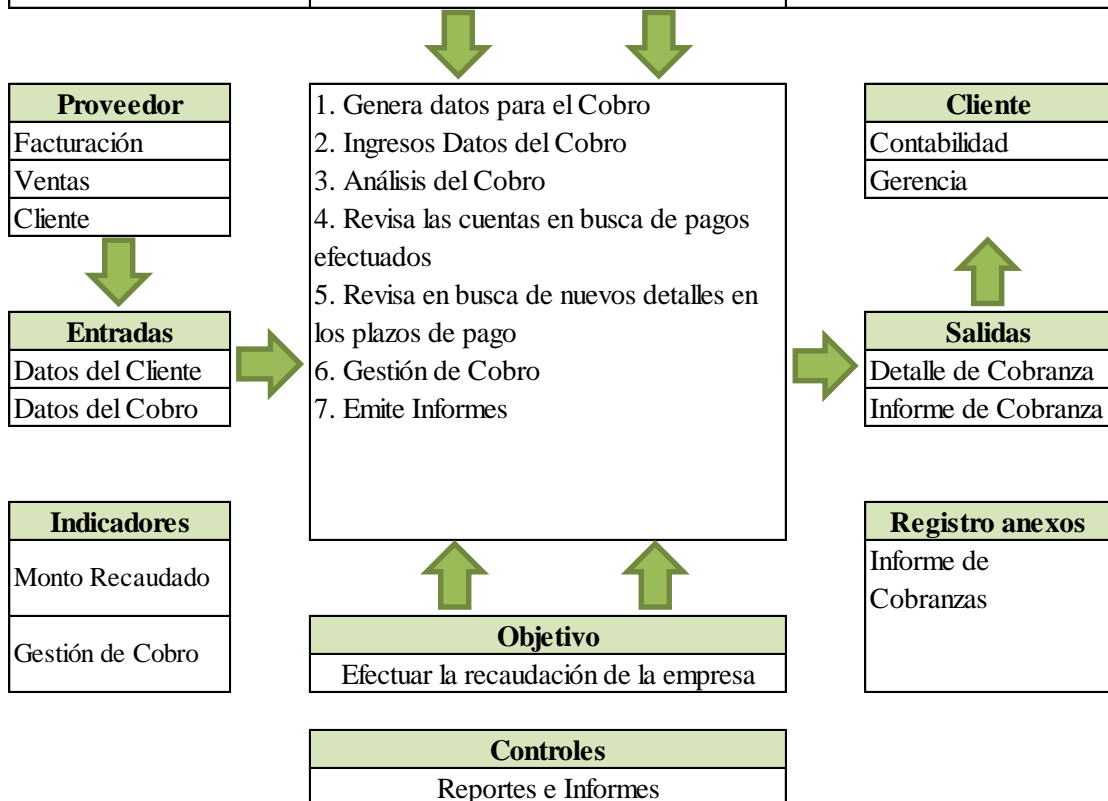 Proveedor
Facturación
Ventas
Cliente
Entradas
Datos del Cliente
Datos del Cobro
Indicadores
Monto Recaudado
Gestión de Cobro
1. Genera datos para el Cobro
2. Ingresos Datos del Cobro
3. Análisis del Cobro
4. Revisa las cuentas en busca de pagos
efectuados
5. Revisa en busca de nuevos detalles en
los plazos de pago
6. Gestión de Cobro
7. Emite Informes
Objetivo
Efectuar la recaudación de la empresa
Controles
Reportes e Informes
Cliente
Contabilidad
Gerencia
Salidas
Detalle de Cobranza
Informe de Cobranza
Registro anexos
Informe de
Cobranzas